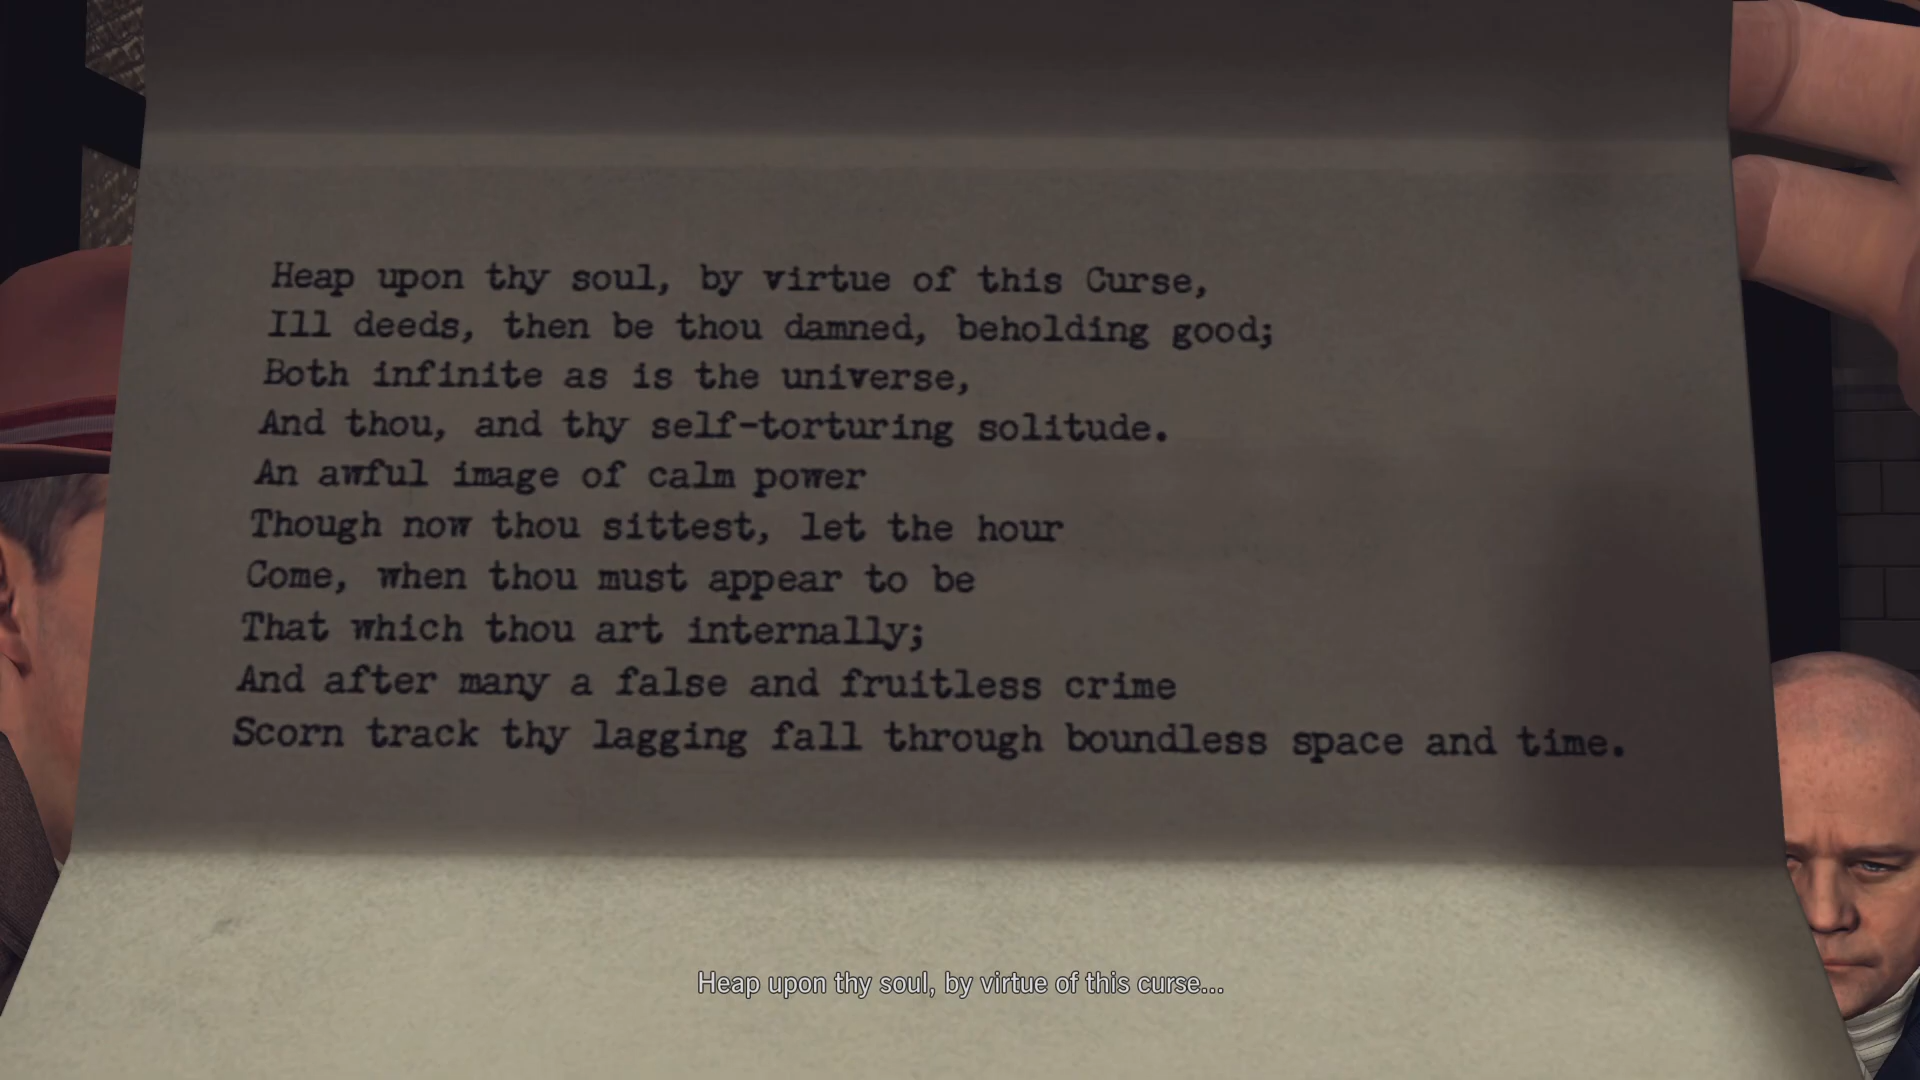 Heap upon thy soul, by virtue of this Curse,
Ill deeds, then be thou damned, beholding good;
Both infinite as is the universe,
And thou, and thy self-torturing solitude.
An awful image of calm power
Though now thou sittest, let the hour
Come, when thou must appear to be
That which thou art internally;
And after many a false and fruitless crime
Scorn track thy lagging fall through boundless space and time.
Heap upon thy soul, by virtue of this curse...